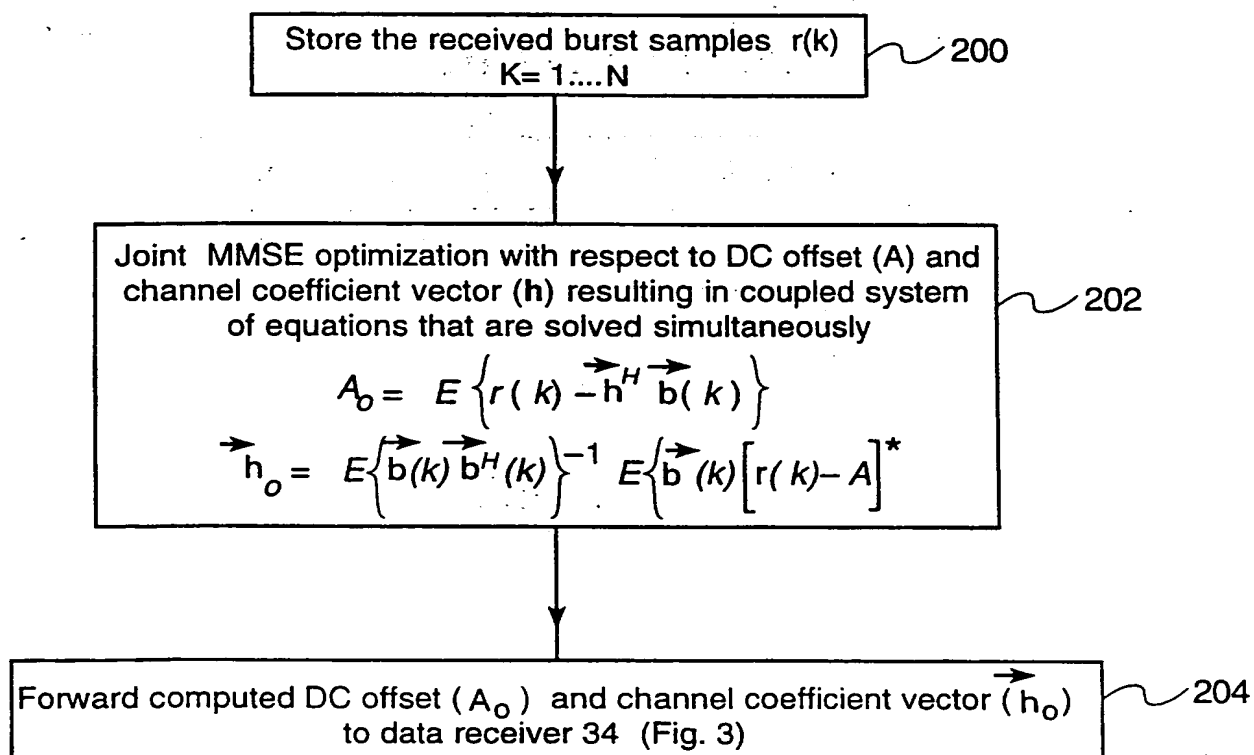 Store the received burst samples r(k)
K= 1....N
200
Joint MMSE optimization with respect to DC offset (A) and
channel coefficient vector (h) resulting in coupled system
of equations that are solved simultaneously
202
A_o = E {r(k) – h⃗^H b⃗(k)}
h⃗_o = E{b⃗(k) b⃗^H(k)}^–1 E{b⃗(k)[r(k)– A]^*
Forward computed DC offset (A_o) and channel coefficient vector (h⃗_o)
to data receiver 34 (Fig. 3)
204